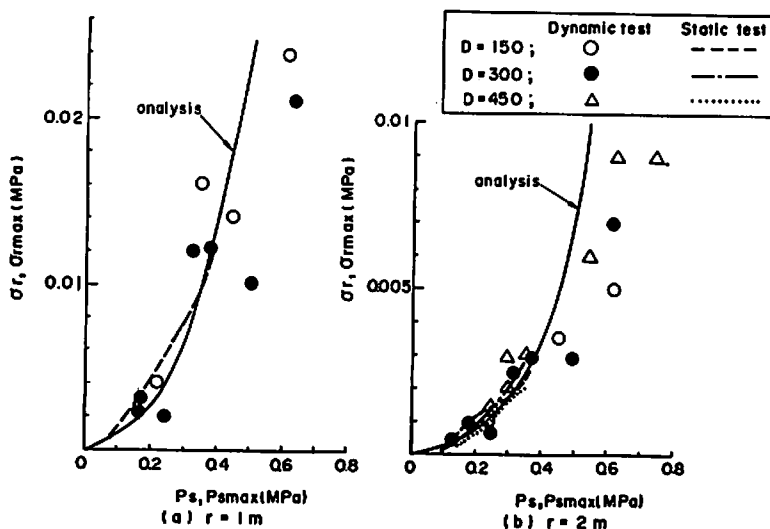 Dynamic test Static test
D=150;
D=300;
D=450;
σr, σrmax(MPa)
0.02
0.01
analysis
0 0.2 0.4 0.6 0.8
Ps, Psmax(MPa)
(a) r=1m
σr, σrmax(MPa)
0.01
0.005
analysis
0 0.2 0.4 0.6 0.8
Ps, Psmax(MPa)
(b) r=2m